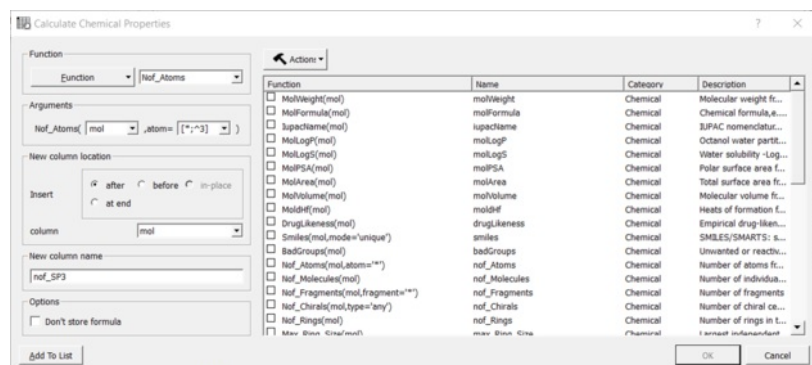 Calculate Chemical Properties
Function
Function Nof_Atoms
Arguments
Nof_Atoms( mol ,atom= [*;^3] )
New column location
Insert after before in-place
at end
column mol
New column name
nof_SP3
Options
Don't store formula
Add To List
Actions
Function Name Category Description
MolWeight(mol) molWeight Chemical Molecular weight fr...
MolFormula(mol) molFormula Chemical Chemical formula,e....
IupacName(mol) iupacName Chemical IUPAC nomenclatur...
MolLogP(mol) molLogP Chemical Octanol water partit...
MolLogS(mol) molLogS Chemical Water solubility -Log...
MolPSA(mol) molPSA Chemical Polar surface area f...
MolArea(mol) molArea Chemical Total surface area fr...
MolVolume(mol) molVolume Chemical Molecular volume fr...
MoldHf(mol) moldHf Chemical Heats of formation f...
DrugLikeness(mol) drugLikeness Chemical Empirical drug-liken...
Smiles(mol,mode='unique') smiles Chemical SMILES/SMARTS: s...
BadGroups(mol) badGroups Chemical Unwanted or reactiv...
Nof_Atoms(mol,atom='*') nof_Atoms Chemical Number of atoms fr...
Nof_Molecules(mol) nof_Molecules Chemical Number of individua...
Nof_Fragments(mol,fragment='*') nof_Fragments Chemical Number of fragments
Nof_Chirals(mol,type='any') nof_Chirals Chemical Number of chiral ce...
Nof_Rings(mol) nof_Rings Chemical Number of rings in t...
Max_Ring_Size(mol) max_Ring_Size Chemical Largest independent
OK Cancel